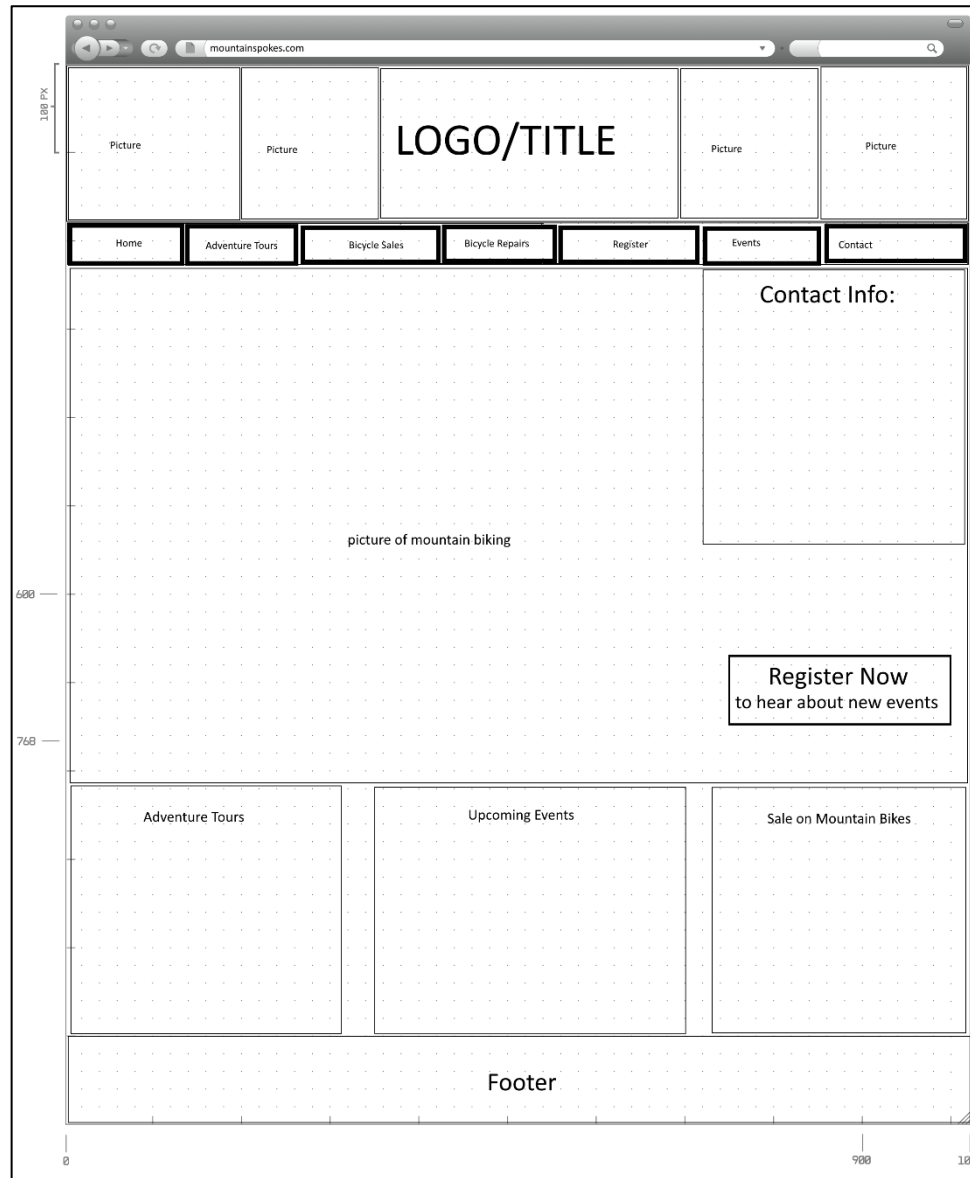 mountainspokes.com
100 PX
Picture
Picture
LOGO/TITLE
Picture
Picture
Home
Adventure Tours
Bicycle Sales
Bicycle Repairs
Register
Events
Contact
Contact Info:
picture of mountain biking
600
Register Now
to hear about new events
768
Adventure Tours
Upcoming Events
Sale on Mountain Bikes
Footer
0
900